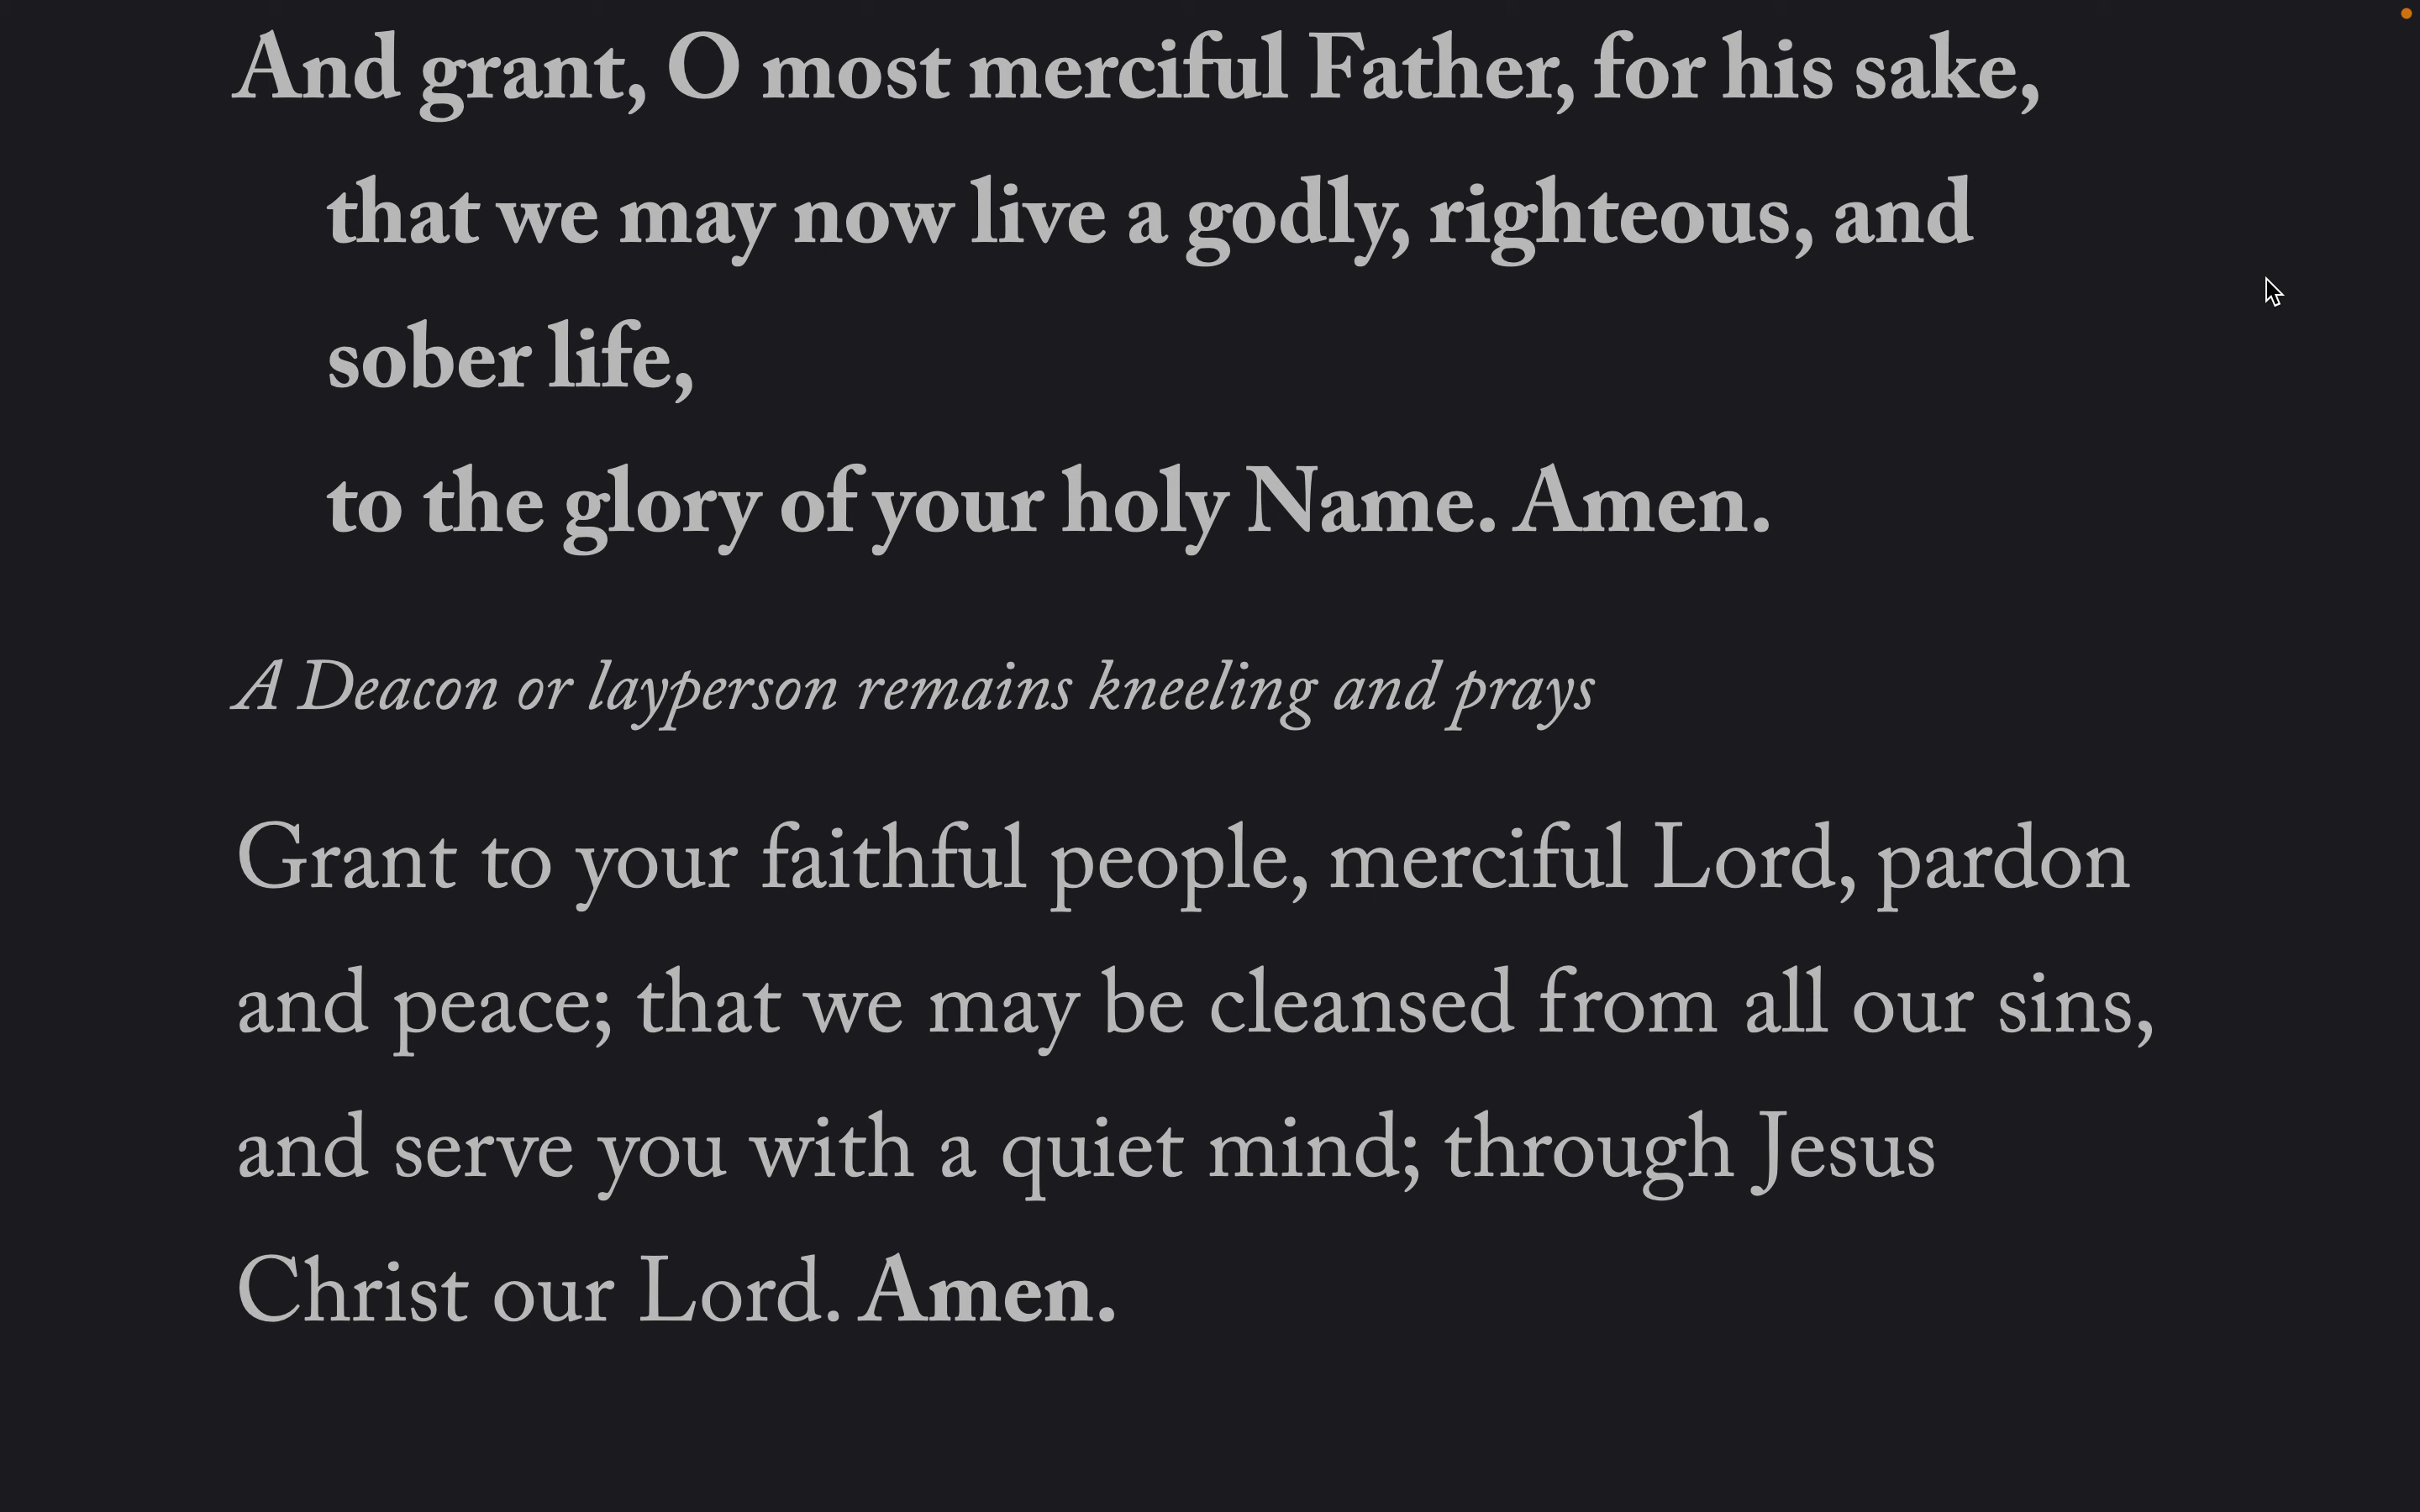 And grant, O most merciful Father, for his sake,
that we may now live a godly, righteous, and
sober life,
to the glory of your holy Name. Amen.
A Deacon or layperson remains kneeling and prays
Grant to your faithful people, merciful Lord, pardon
and peace; that we may be cleansed from all our sins,
and serve you with a quiet mind; through Jesus
Christ our Lord. Amen.